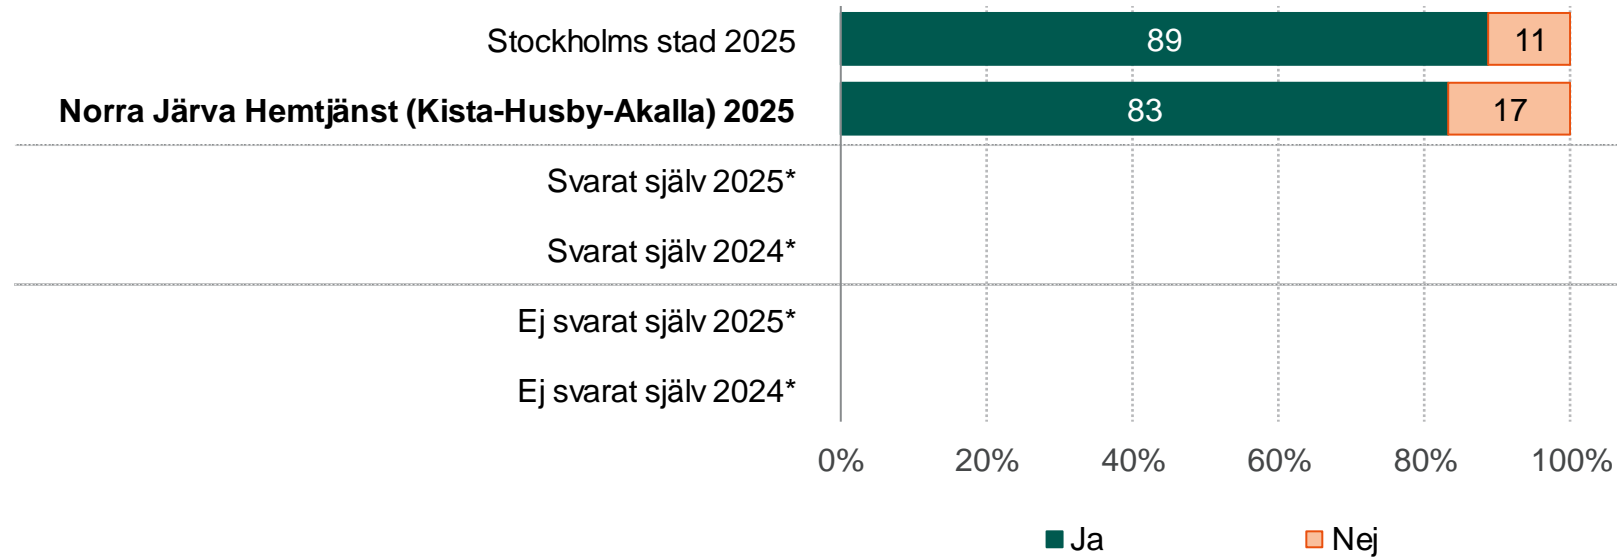 Stockholms stad 2025 89 11
Norra Järva Hemtjänst (Kista-Husby-Akalla) 2025 83 17
Svarat själv 2025*
Svarat själv 2024*
Ej svarat själv 2025*
Ej svarat själv 2024*
0% 20% 40% 60% 80% 100%
Ja Nej